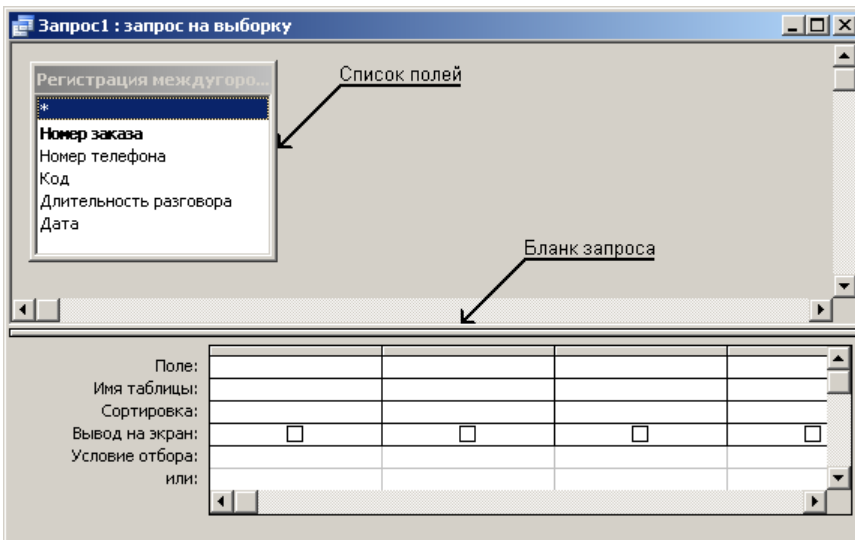 Запрос1 : запрос на выборку
Регистрация междугоро...
Список полей
*
Номер заказа
Номер телефона
Код
Длительность разговора
Дата
Бланк запроса
Поле:
Имя таблицы:
Сортировка:
Вывод на экран:
Условие отбора:
или: